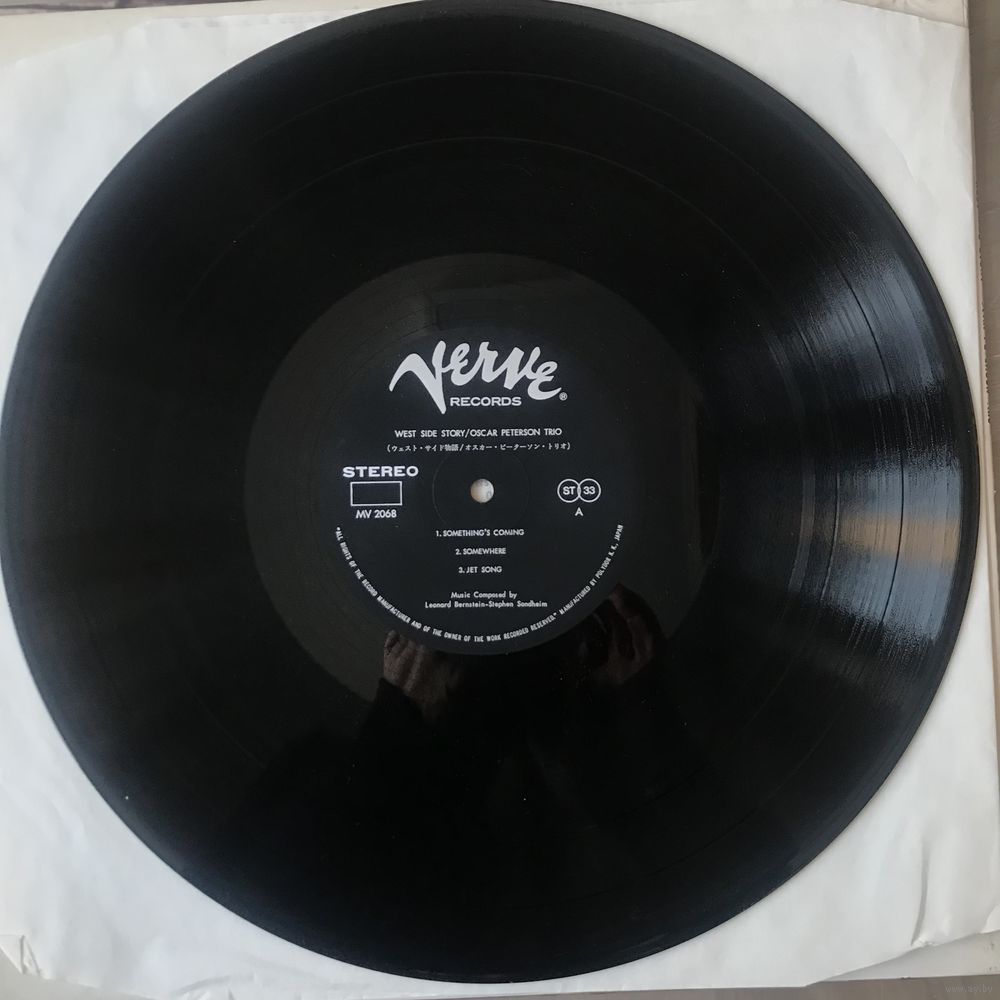 Verve
RECORDS ®
WEST SIDE STORY/OSCAR PETERSON TRIO
(ウェスト・サイド物語/オスカー・ピーターソン・トリオ)
STEREO
MV 2068
ST 33
A
1. SOMETHING'S COMING
2. SOMEWHERE
3. JET SONG
Music Composed by
Leonard Bernstein-Stephen Sondheim
"ALL RIGHTS OF THE RECORD MANUFACTURER AND OF THE OWNER OF THE WORK RECORDED RESERVED." MANUFACTURED BY POLYDOR K. K., JAPAN
www.ay.by